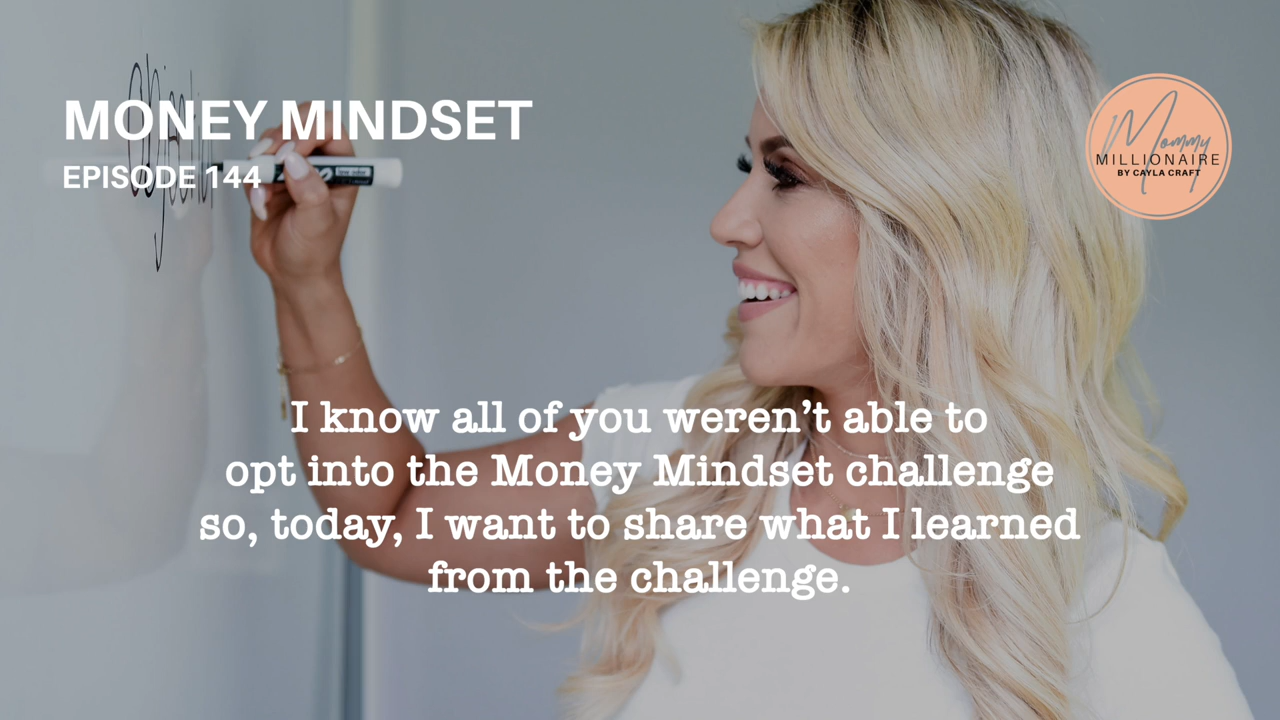 MONEY MINDSET
EPISODE 144
Mommy
MILLIONAIRE
BY CAYLA CRAFT
I know all of you weren't able to
opt into the Money Mindset challenge
so, today, I want to share what I learned
from the challenge.